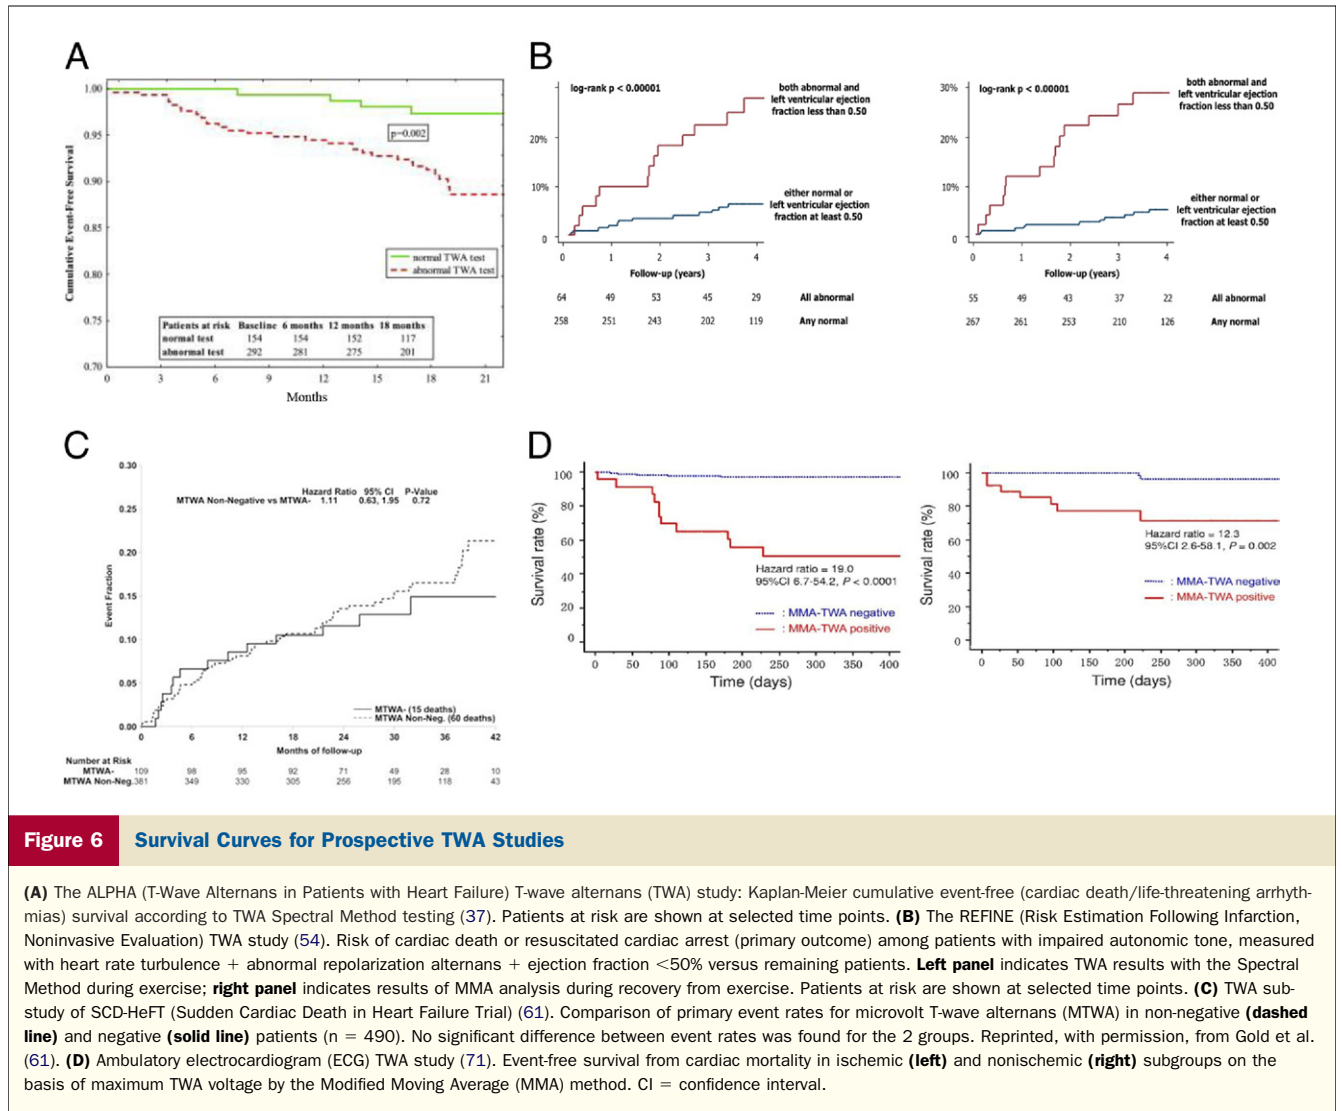 A
1.00
0.95
0.90
0.85
0.80
0.75
0.70
Cumulative Event-Free Survival
p=0.002
normal TWA test
abnormal TWA test
Patients at risk Baseline 6 months 12 months 18 months
normal test 154 154 152 117
abnormal test 292 281 275 201
0 3 6 9 12 15 18 21
Months
B
log-rank p < 0.00001
30%
20%
10%
0
both abnormal and
left ventricular ejection
fraction less than 0.50
either normal or
left ventricular ejection
fraction at least 0.50
0 1 2 3 4
Follow-up (years)
64 49 53 45 29 All abnormal
258 251 243 202 119 Any normal
log-rank p < 0.00001
30%
20%
10%
0
both abnormal and
left ventricular ejection
fraction less than 0.50
either normal or
left ventricular ejection
fraction at least 0.50
0 1 2 3 4
Follow-up (years)
55 49 43 37 22 All abnormal
267 261 253 210 126 Any normal
C
0.30
0.25
0.20
0.15
0.10
0.05
0.00
Event Fraction
Hazard Ratio 95% CI P-Value
MTWA Non-Negative vs MTWA- 1.11 0.63, 1.95 0.72
MTWA- (15 deaths)
MTWA Non-Neg. (60 deaths)
0 6 12 18 24 30 36 42
Months of follow-up
Number at Risk
MTWA- 109 98 95 92 71 49 28 10
MTWA Non-Neg. 381 349 330 305 256 195 118 43
D
100
80
60
40
20
0
Survival rate (%)
Hazard ratio = 19.0
95%CI 6.7-54.2, P < 0.0001
: MMA-TWA negative
: MMA-TWA positive
0 50 100 150 200 250 300 350 400
Time (days)
100
80
60
40
20
0
Survival rate (%)
Hazard ratio = 12.3
95%CI 2.6-58.1, P = 0.002
: MMA-TWA negative
: MMA-TWA positive
0 50 100 150 200 250 300 350 400
Time (days)
Figure 6 Survival Curves for Prospective TWA Studies
(A) The ALPHA (T-Wave Alternans in Patients with Heart Failure) T-wave alternans (TWA) study: Kaplan-Meier cumulative event-free (cardiac death/life-threatening arrhyth-
mias) survival according to TWA Spectral Method testing (37). Patients at risk are shown at selected time points. (B) The REFINE (Risk Estimation Following Infarction,
Noninvasive Evaluation) TWA study (54). Risk of cardiac death or resuscitated cardiac arrest (primary outcome) among patients with impaired autonomic tone, measured
with heart rate turbulence + abnormal repolarization alternans + ejection fraction <50% versus remaining patients. Left panel indicates TWA results with the Spectral
Method during exercise; right panel indicates results of MMA analysis during recovery from exercise. Patients at risk are shown at selected time points. (C) TWA sub-
study of SCD-HeFT (Sudden Cardiac Death in Heart Failure Trial) (61). Comparison of primary event rates for microvolt T-wave alternans (MTWA) in non-negative (dashed
line) and negative (solid line) patients (n = 490). No significant difference between event rates was found for the 2 groups. Reprinted, with permission, from Gold et al.
(61). (D) Ambulatory electrocardiogram (ECG) TWA study (71). Event-free survival from cardiac mortality in ischemic (left) and nonischemic (right) subgroups on the
basis of maximum TWA voltage by the Modified Moving Average (MMA) method. CI = confidence interval.